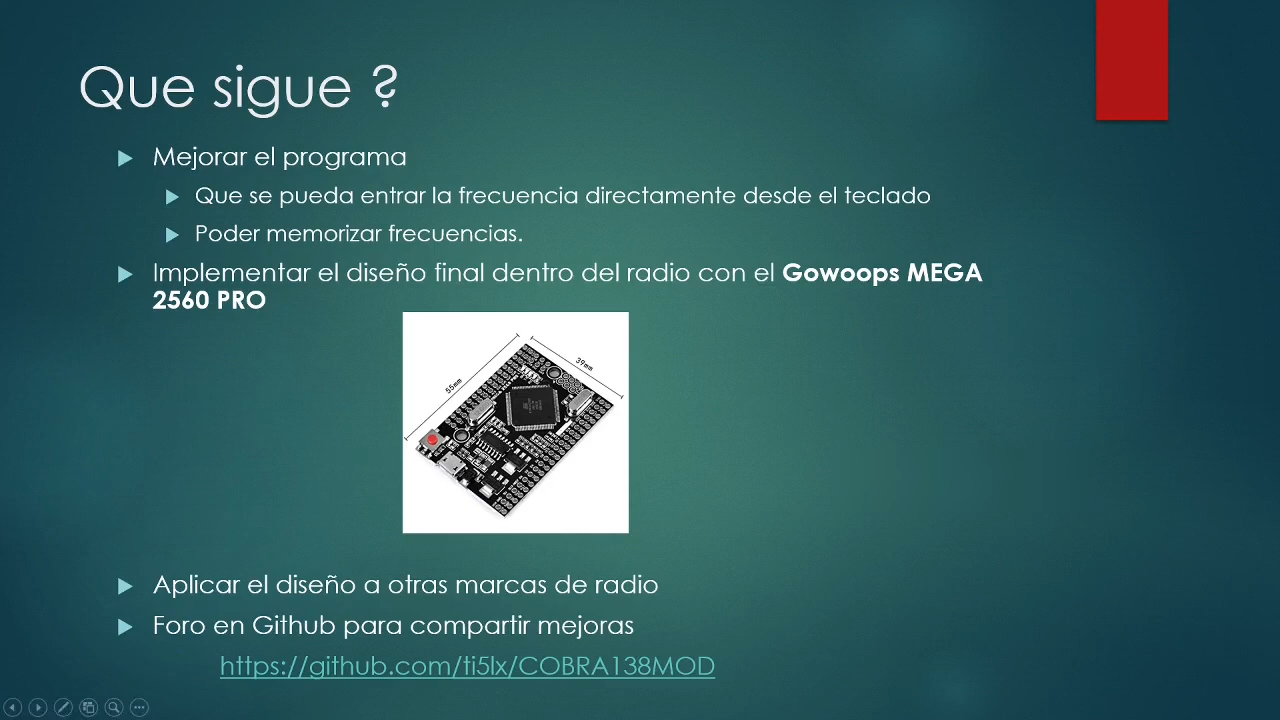 Que sigue ?
Mejorar el programa
Que se pueda entrar la frecuencia directamente desde el teclado
Poder memorizar frecuencias.
Implementar el diseño final dentro del radio con el Gowoops MEGA
2560 PRO
55mm
39mm
Aplicar el diseño a otras marcas de radio
Foro en Github para compartir mejoras
https://github.com/ti5lx/COBRA138MOD